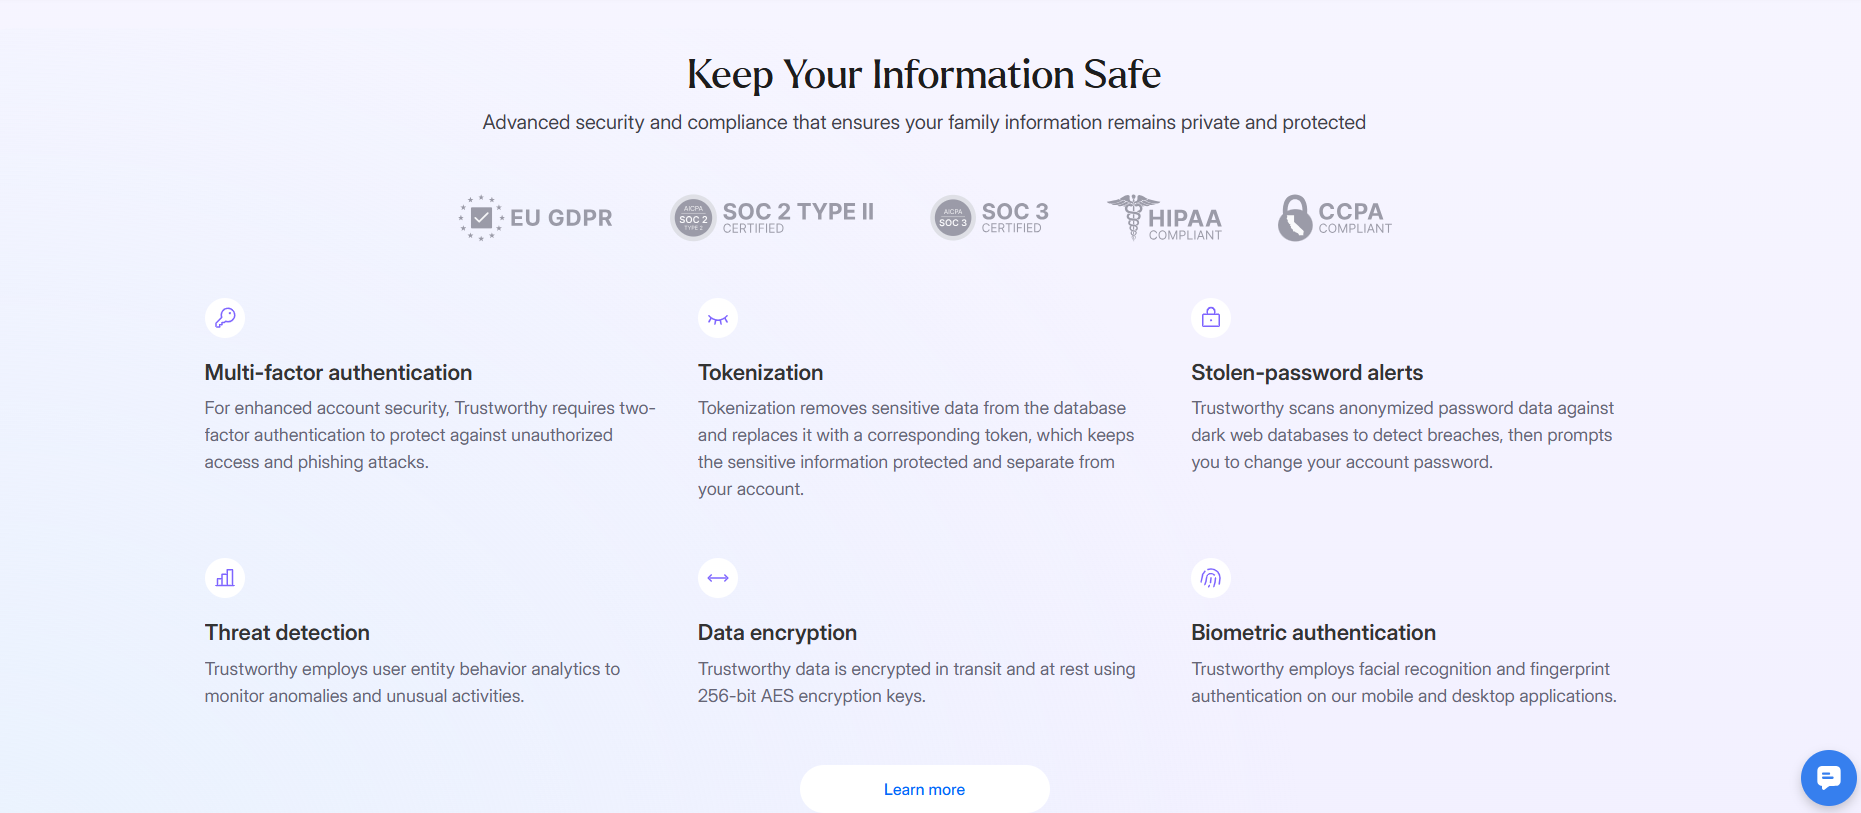 Keep Your Information Safe
Advanced security and compliance that ensures your family information remains private and protected
EU GDPR
AICPA
SOC 2
TYPE 2
SOC 2 TYPE II
CERTIFIED
AICPA
SOC 3
SOC 3
CERTIFIED
HIPAA
COMPLIANT
CCPA
COMPLIANT
Multi-factor authentication
For enhanced account security, Trustworthy requires two-
factor authentication to protect against unauthorized
access and phishing attacks.
Tokenization
Tokenization removes sensitive data from the database
and replaces it with a corresponding token, which keeps
the sensitive information protected and separate from
your account.
Stolen-password alerts
Trustworthy scans anonymized password data against
dark web databases to detect breaches, then prompts
you to change your account password.
Threat detection
Trustworthy employs user entity behavior analytics to
monitor anomalies and unusual activities.
Data encryption
Trustworthy data is encrypted in transit and at rest using
256-bit AES encryption keys.
Biometric authentication
Trustworthy employs facial recognition and fingerprint
authentication on our mobile and desktop applications.
Learn more